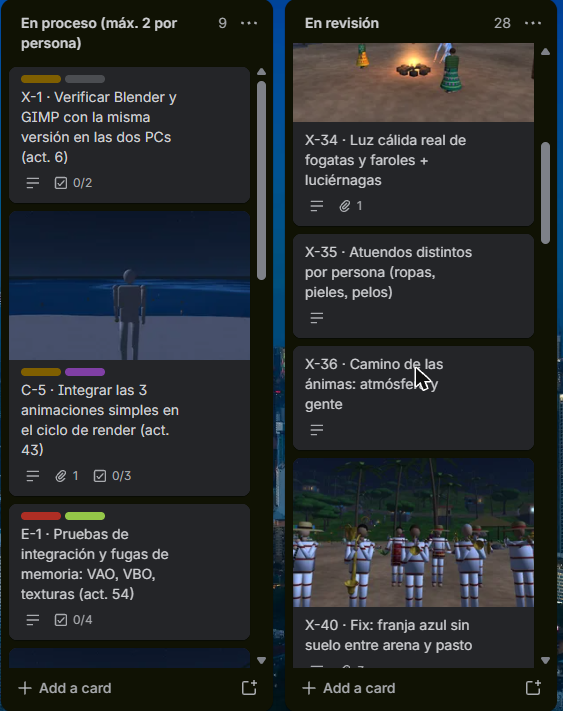 En proceso (máx. 2 por
persona)
9
X-1 · Verificar Blender y
GIMP con la misma
versión en las dos PCs
(act. 6)
0/2
C-5 · Integrar las 3
animaciones simples en
el ciclo de render (act.
43)
1
0/3
E-1 · Pruebas de
integración y fugas de
memoria: VAO, VBO,
texturas (act. 54)
0/4
Add a card
En revisión
28
X-34 · Luz cálida real de
fogatas y faroles +
luciérnagas
1
X-35 · Atuendos distintos
por persona (ropas,
pieles, pelos)
X-36 · Camino de las
ánimas: atmósfera y
gente
X-40 · Fix: franja azul sin
suelo entre arena y pasto
Add a card